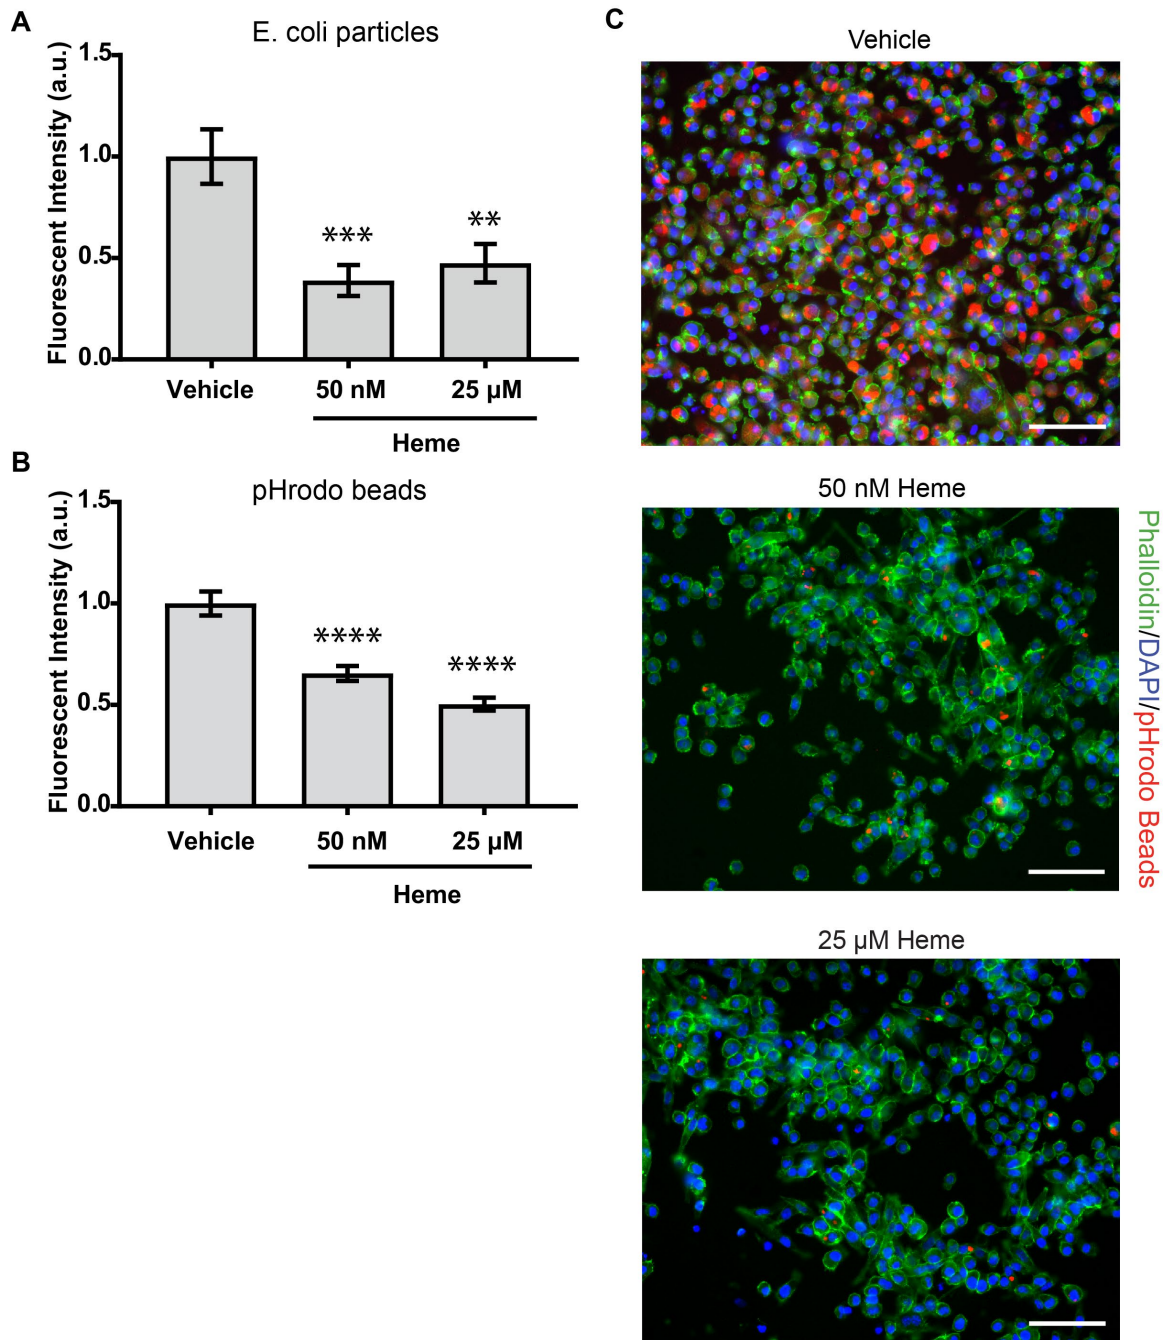 A
E. coli particles
Fluorescent Intensity (a.u.)
1.5
1.0
0.5
0.0
***
**
Vehicle
50 nM
25 µM
Heme
B
pHrodo beads
Fluorescent Intensity (a.u.)
1.5
1.0
0.5
0.0
****
****
Vehicle
50 nM
25 µM
Heme
C
Vehicle
50 nM Heme
25 µM Heme
Phalloidin/DAPI/pHrodo Beads